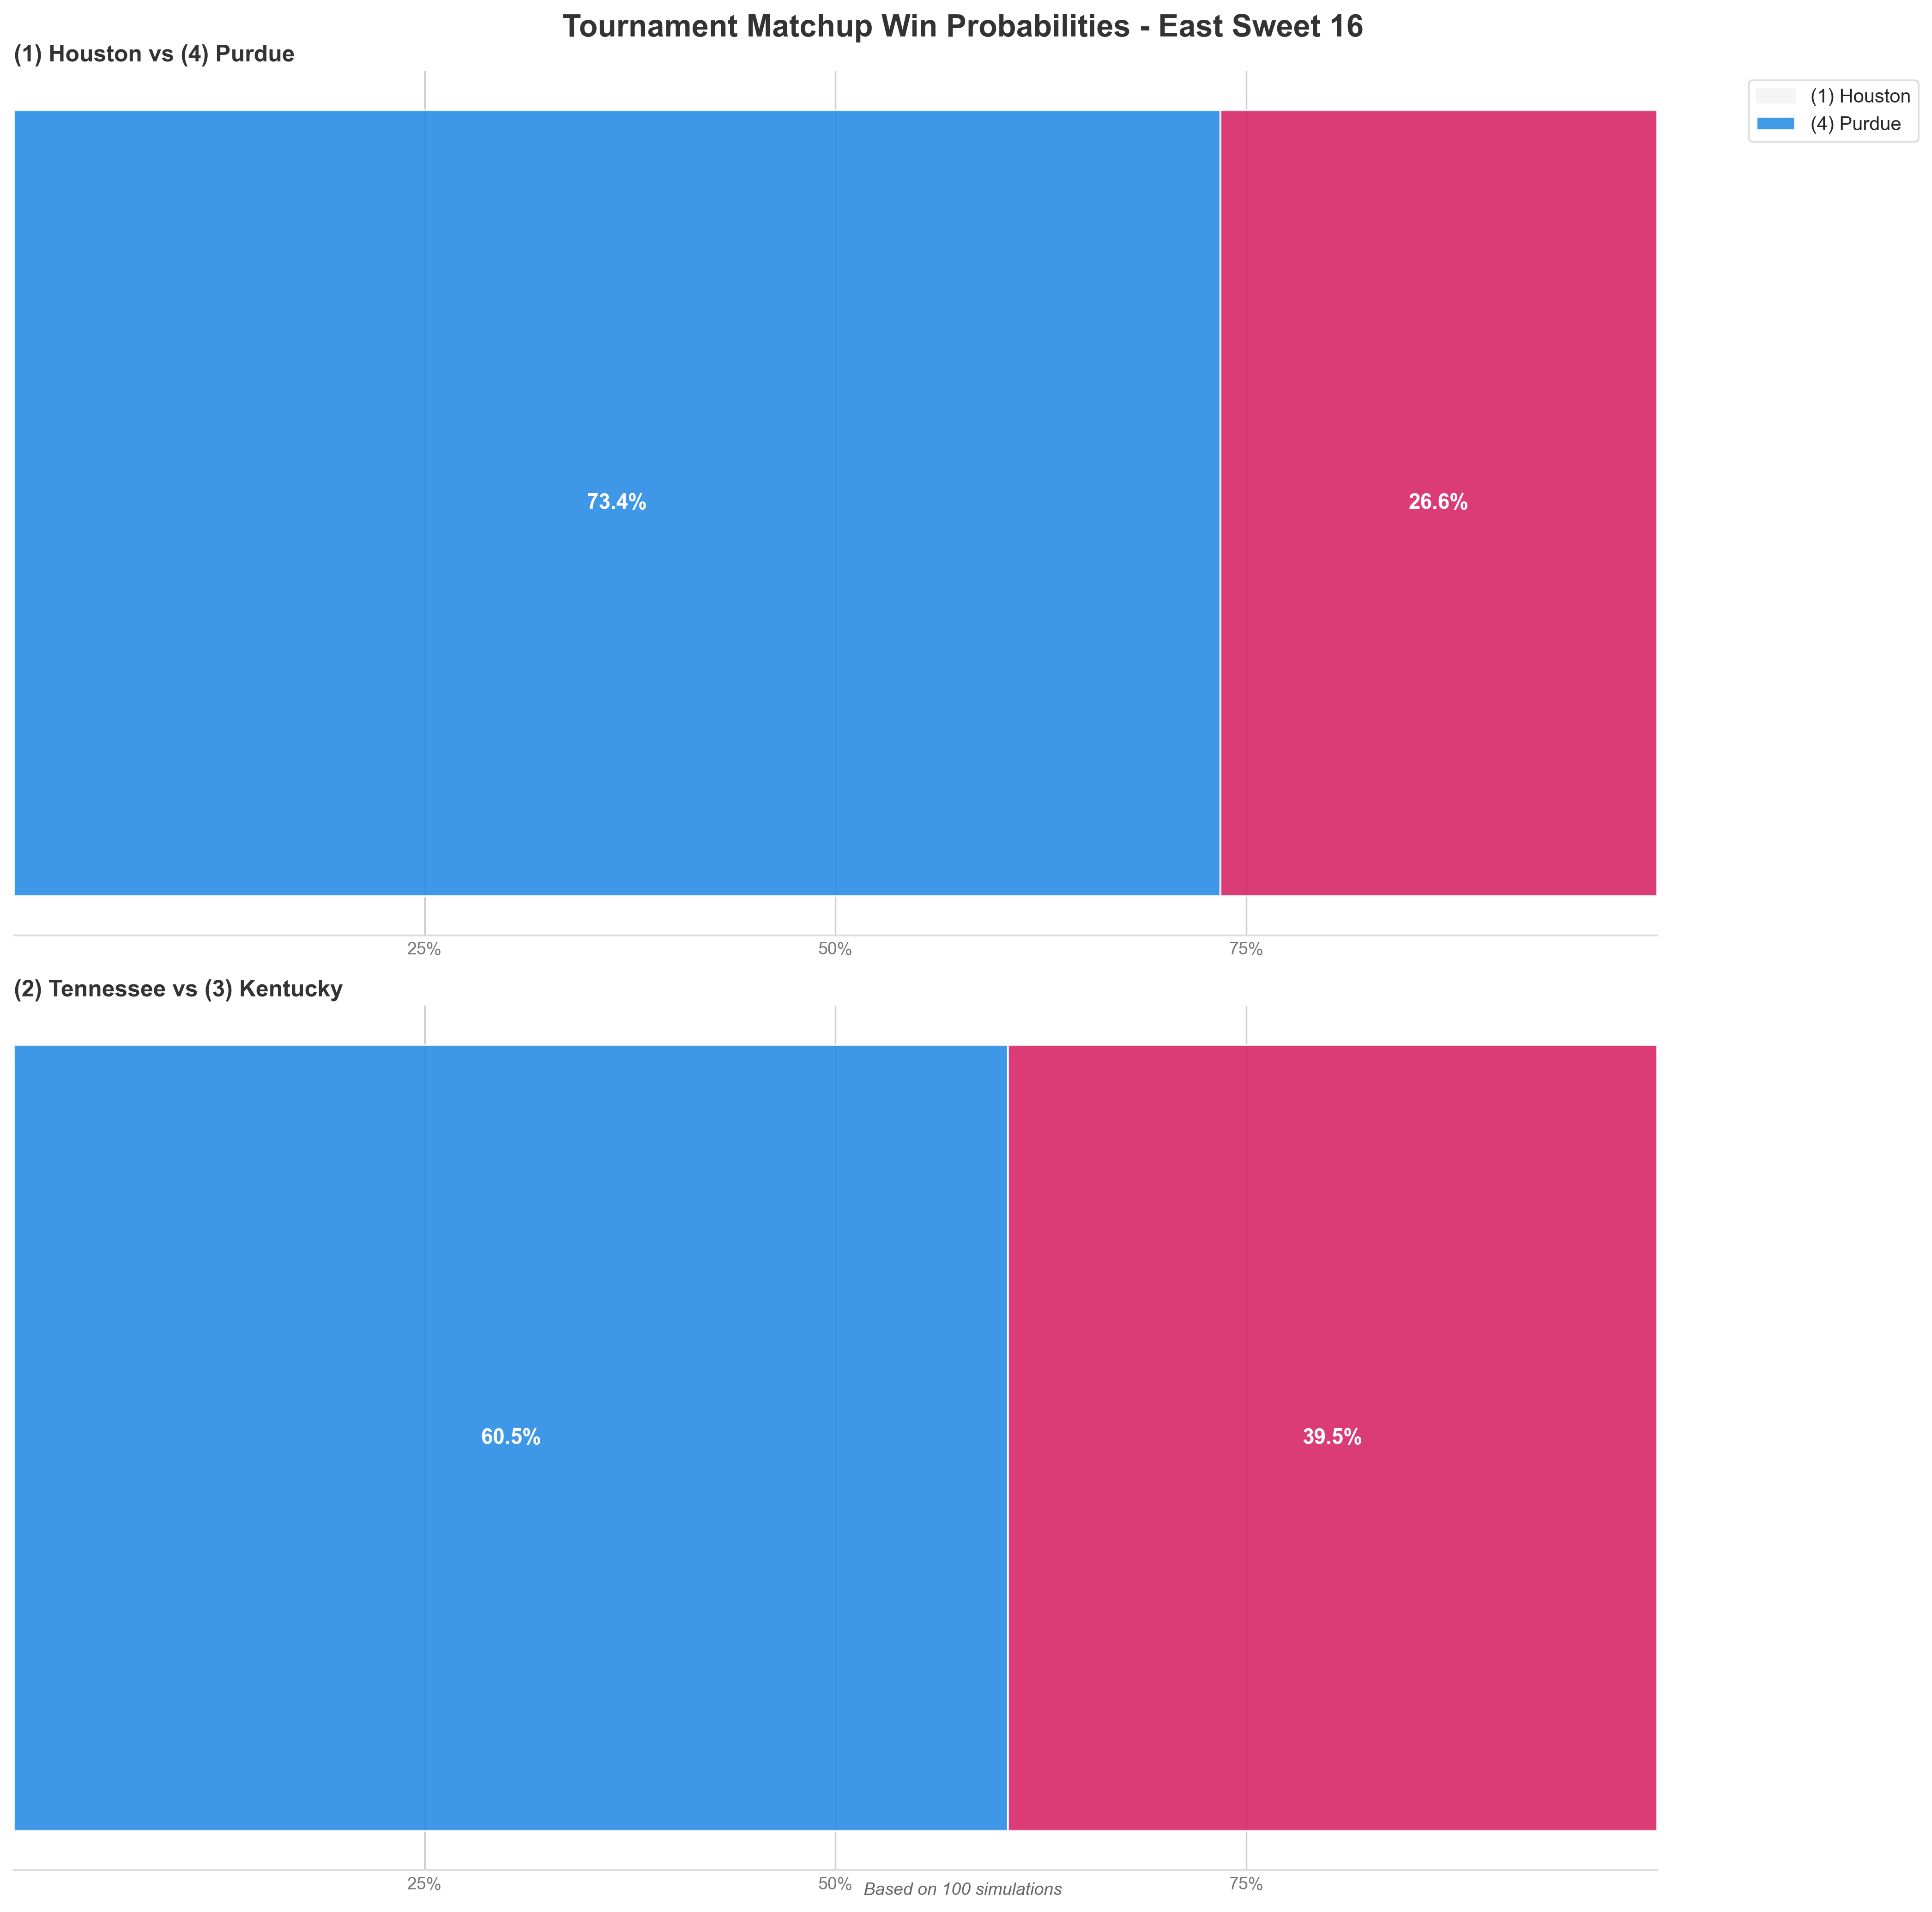 Tournament Matchup Win Probabilities - East Sweet 16
(1) Houston vs (4) Purdue
(1) Houston
(4) Purdue
73.4%
26.6%
25%
50%
75%
(2) Tennessee vs (3) Kentucky
60.5%
39.5%
25%
50%
75%
Based on 100 simulations